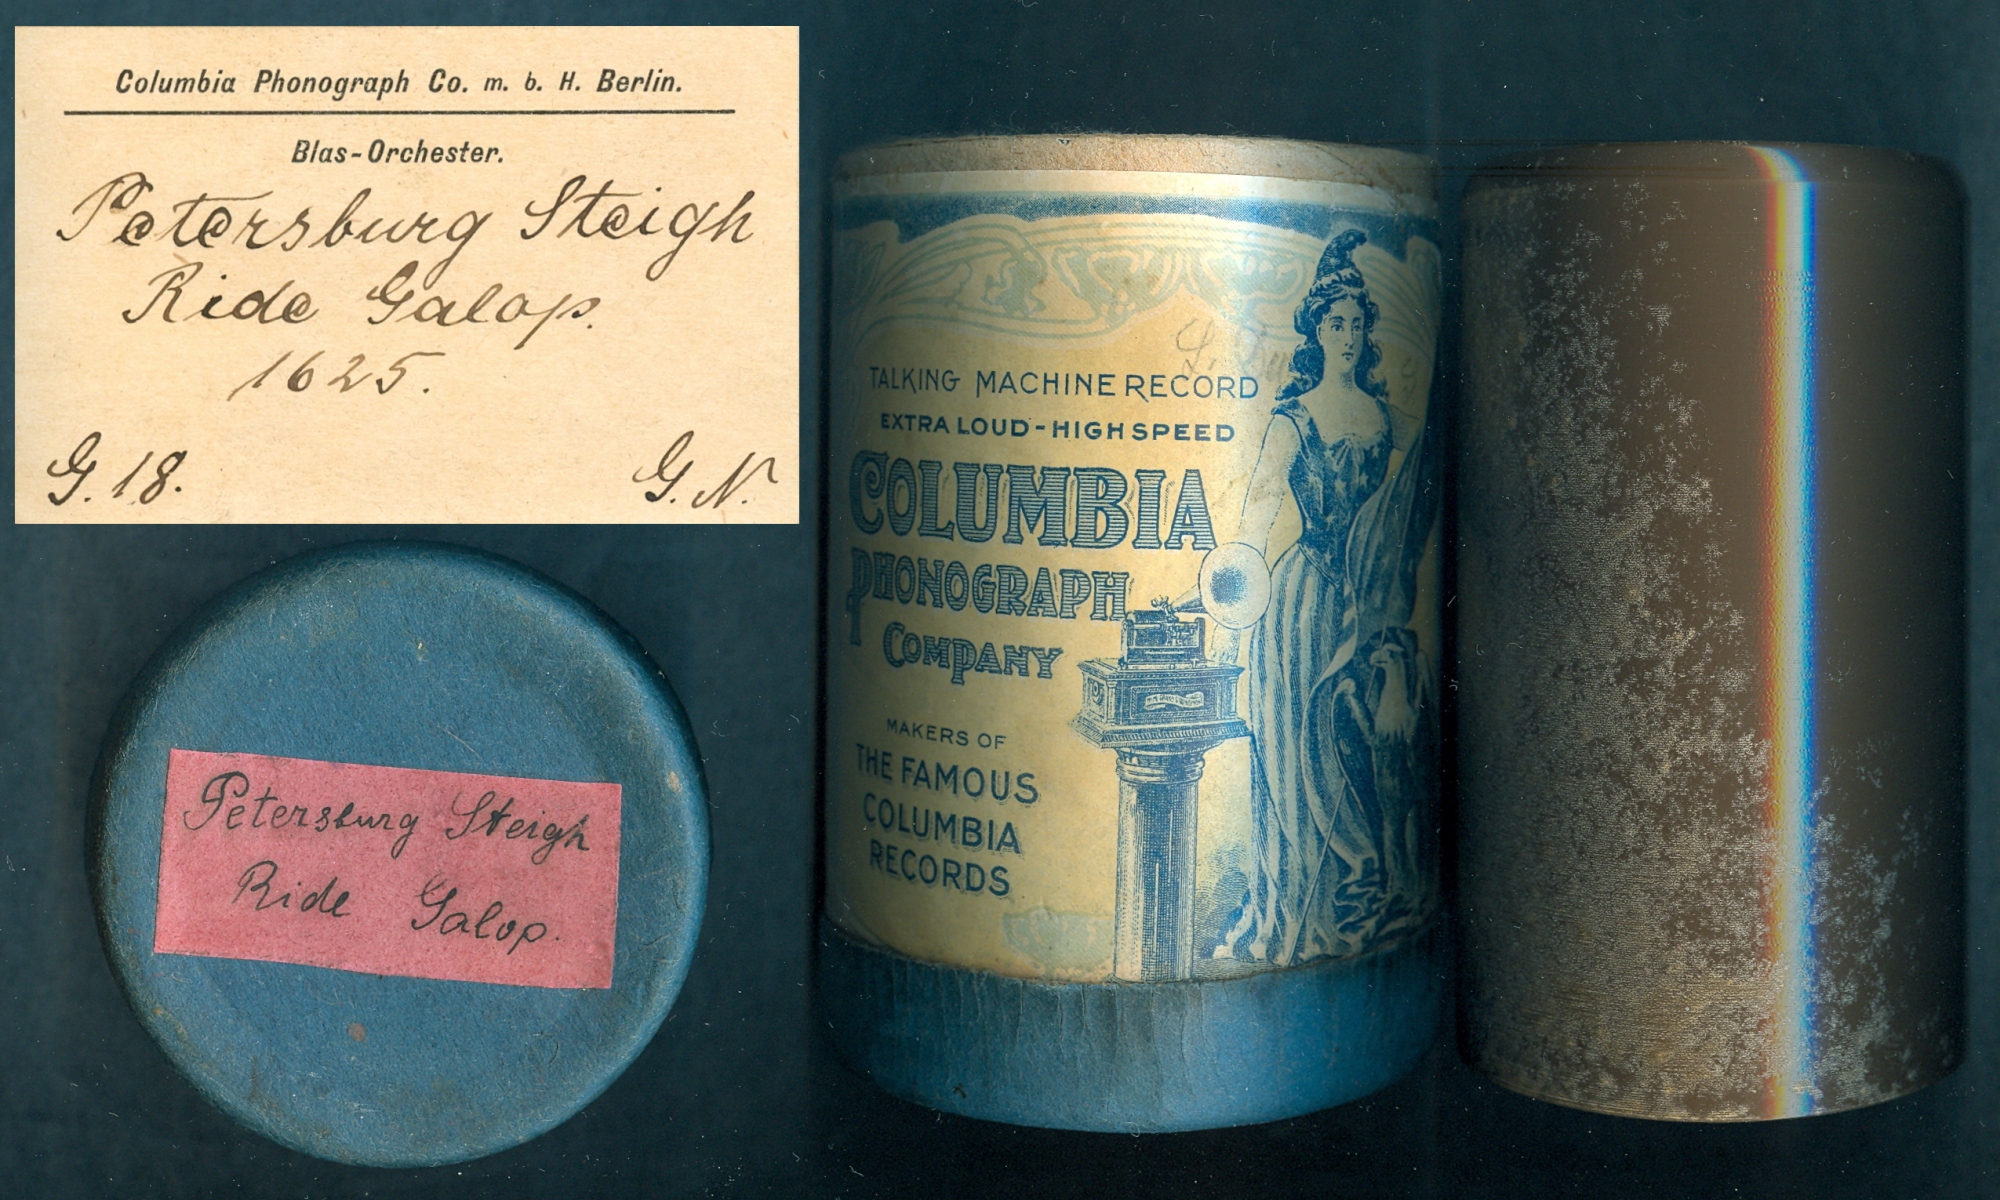 Columbia Phonograph Co. m. b. H. Berlin.
Blas-Orchester.
Petersburg Steigh
Ride Galop.
1625.
G. 18. G. N.
Petersburg Steigh
Ride Galop.
TALKING MACHINE RECORD
EXTRA LOUD-HIGH SPEED
COLUMBIA
PHONOGRAPH
COMPANY
MAKERS OF
THE FAMOUS
COLUMBIA
RECORDS